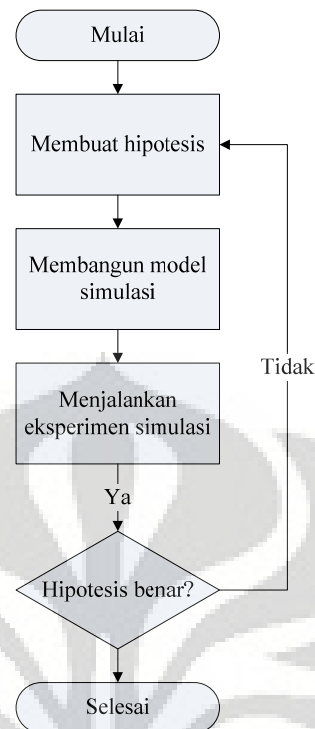 Mulai
Membuat hipotesis
Membangun model
simulasi
Tidak
Menjalankan
eksperimen simulasi
Ya
Hipotesis benar?
Selesai